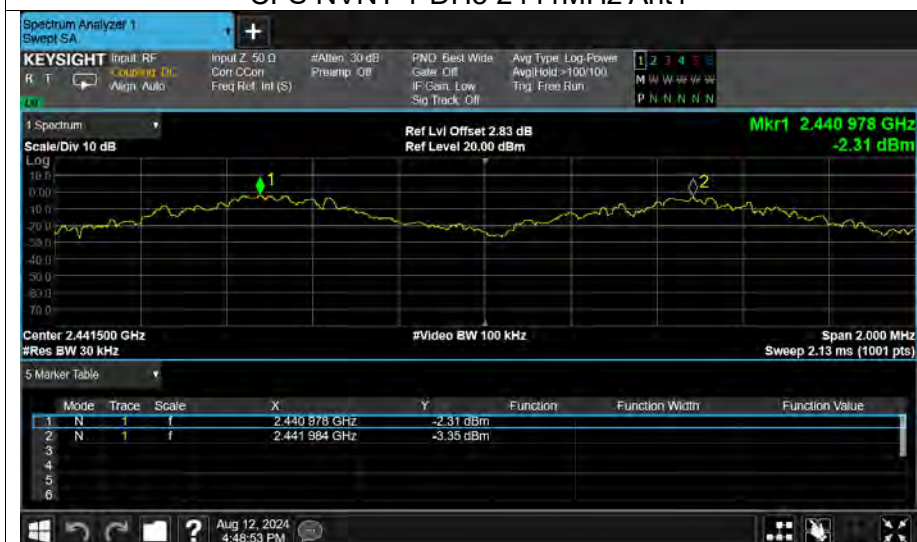 Spectrum Analyzer 1
Swept SA
+
KEYSIGHT Input: RF Input Z: 50 Ω #Atten: 30 dB PNO: Best Wide Avg Type: Log-Power 1 2 3 4 5 6
R T Coupling: DC Corr CCorr Preamp: Off Gate: Off Avg|Hold: >100/100 M W W W W W
Align: Auto Freq Ref: Int (S) IF Gain: Low Trig: Free Run
Sig Track: Off P N N N N N
1 Spectrum
Ref Lvl Offset 2.83 dB Mkr1 2.440 978 GHz
Scale/Div 10 dB Ref Level 20.00 dBm -2.31 dBm
Log
10.0
0.00
-10.0
-20.0
-30.0
-40.0
-50.0
-60.0
-70.0
1
2
Center 2.441500 GHz #Video BW 100 kHz Span 2.000 MHz
#Res BW 30 kHz Sweep 2.13 ms (1001 pts)
5 Marker Table
Mode Trace Scale X Y Function Function Width Function Value
1 N 1 f 2.440 978 GHz -2.31 dBm
2 N 1 f 2.441 984 GHz -3.35 dBm
3
4
5
6
? Aug 12, 2024
4:48:53 PM